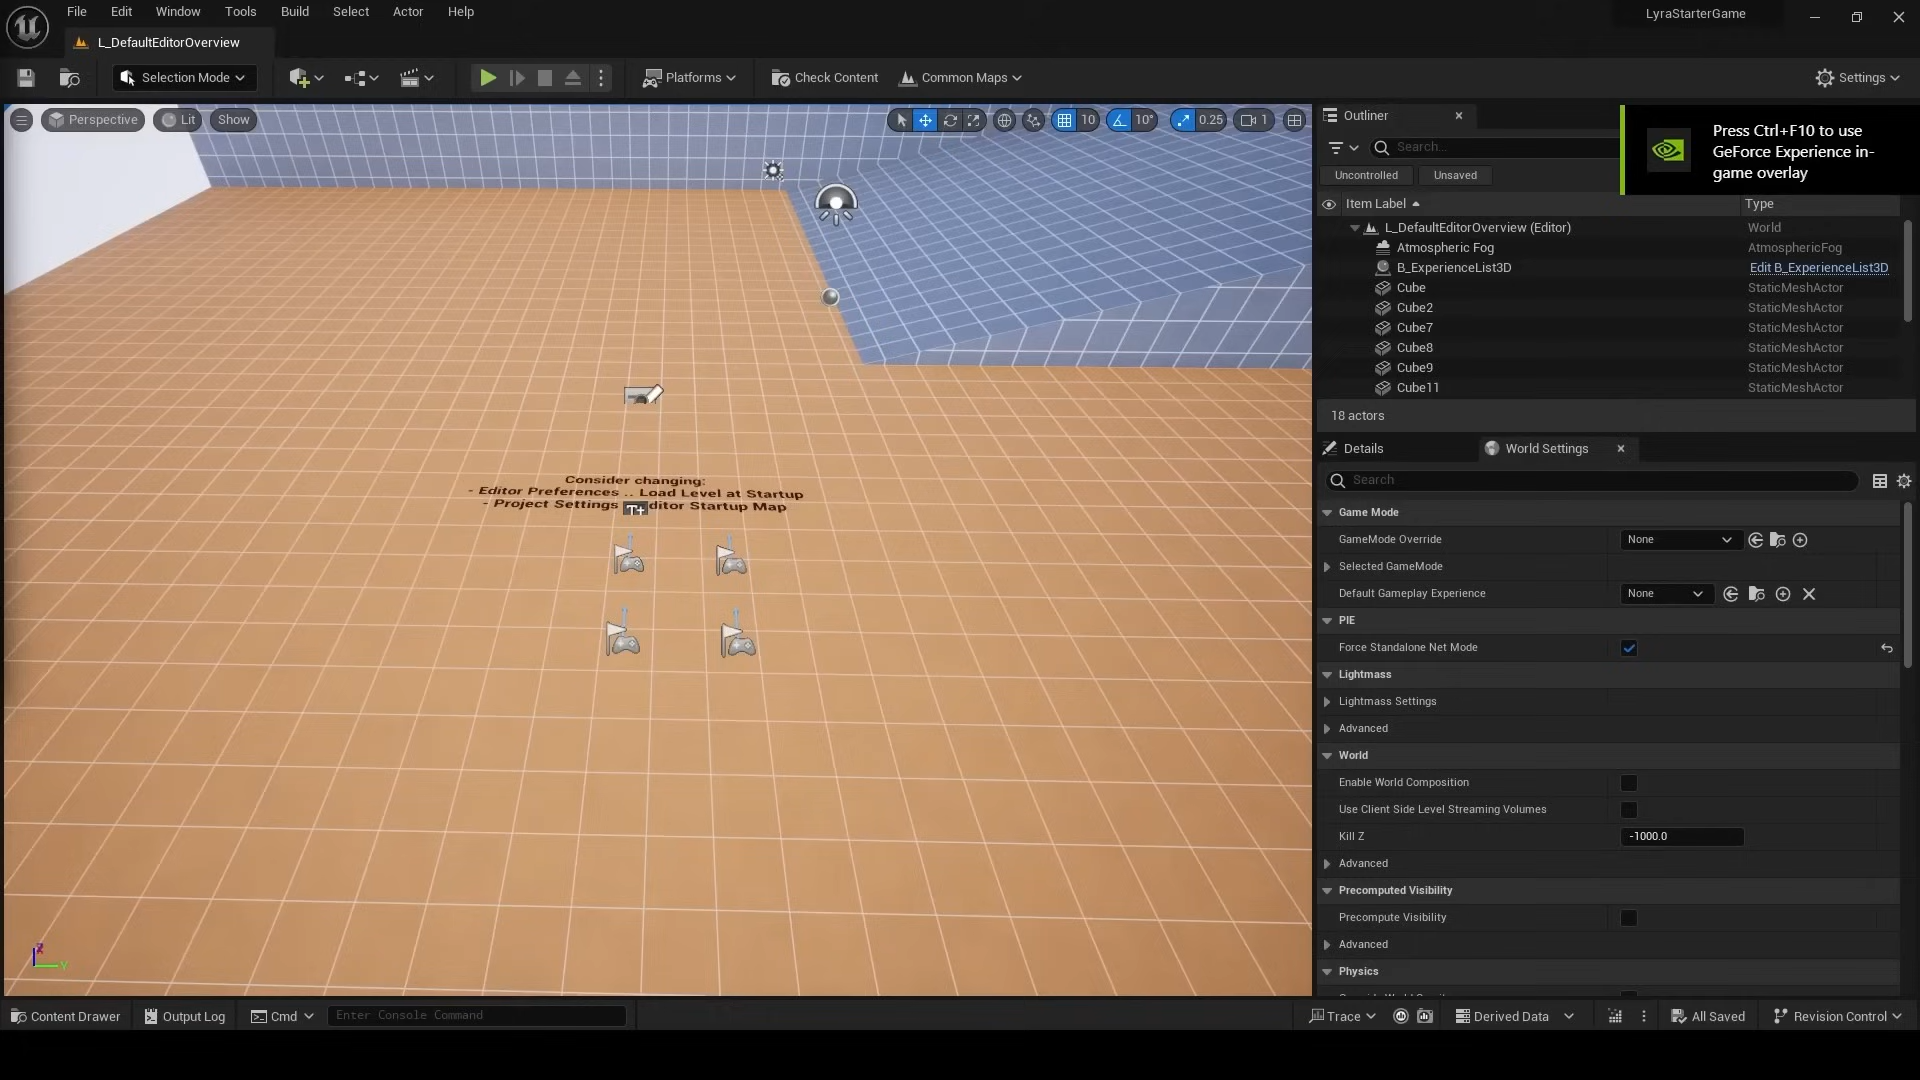 File Edit Window Tools Build Select Actor Help
LyraStarterGame
L_DefaultEditorOverview
Selection Mode
Platforms
Check Content
Common Maps
Settings
Perspective
Lit
Show
10
10°
0.25
1
Outliner
Search...
Press Ctrl+F10 to use
GeForce Experience in-
game overlay
Uncontrolled
Unsaved
Item Label
Type
L_DefaultEditorOverview (Editor) World
Atmospheric Fog AtmosphericFog
B_ExperienceList3D Edit B_ExperienceList3D
Cube StaticMeshActor
Cube2 StaticMeshActor
Cube7 StaticMeshActor
Cube8 StaticMeshActor
Cube9 StaticMeshActor
Cube11 StaticMeshActor
18 actors
Consider changing:
- Editor Preferences .. Load Level at Startup
- Project Settings ditor Startup Map
T+
Details
World Settings
Search
Game Mode
GameMode Override None
Selected GameMode
Default Gameplay Experience None
PIE
Force Standalone Net Mode
Lightmass
Lightmass Settings
Advanced
World
Enable World Composition
Use Client Side Level Streaming Volumes
Kill Z -1000.0
Advanced
Precomputed Visibility
Precompute Visibility
Advanced
Physics
Z
Y
Content Drawer
Output Log
Cmd
Enter Console Command
Trace
Derived Data
All Saved
Revision Control